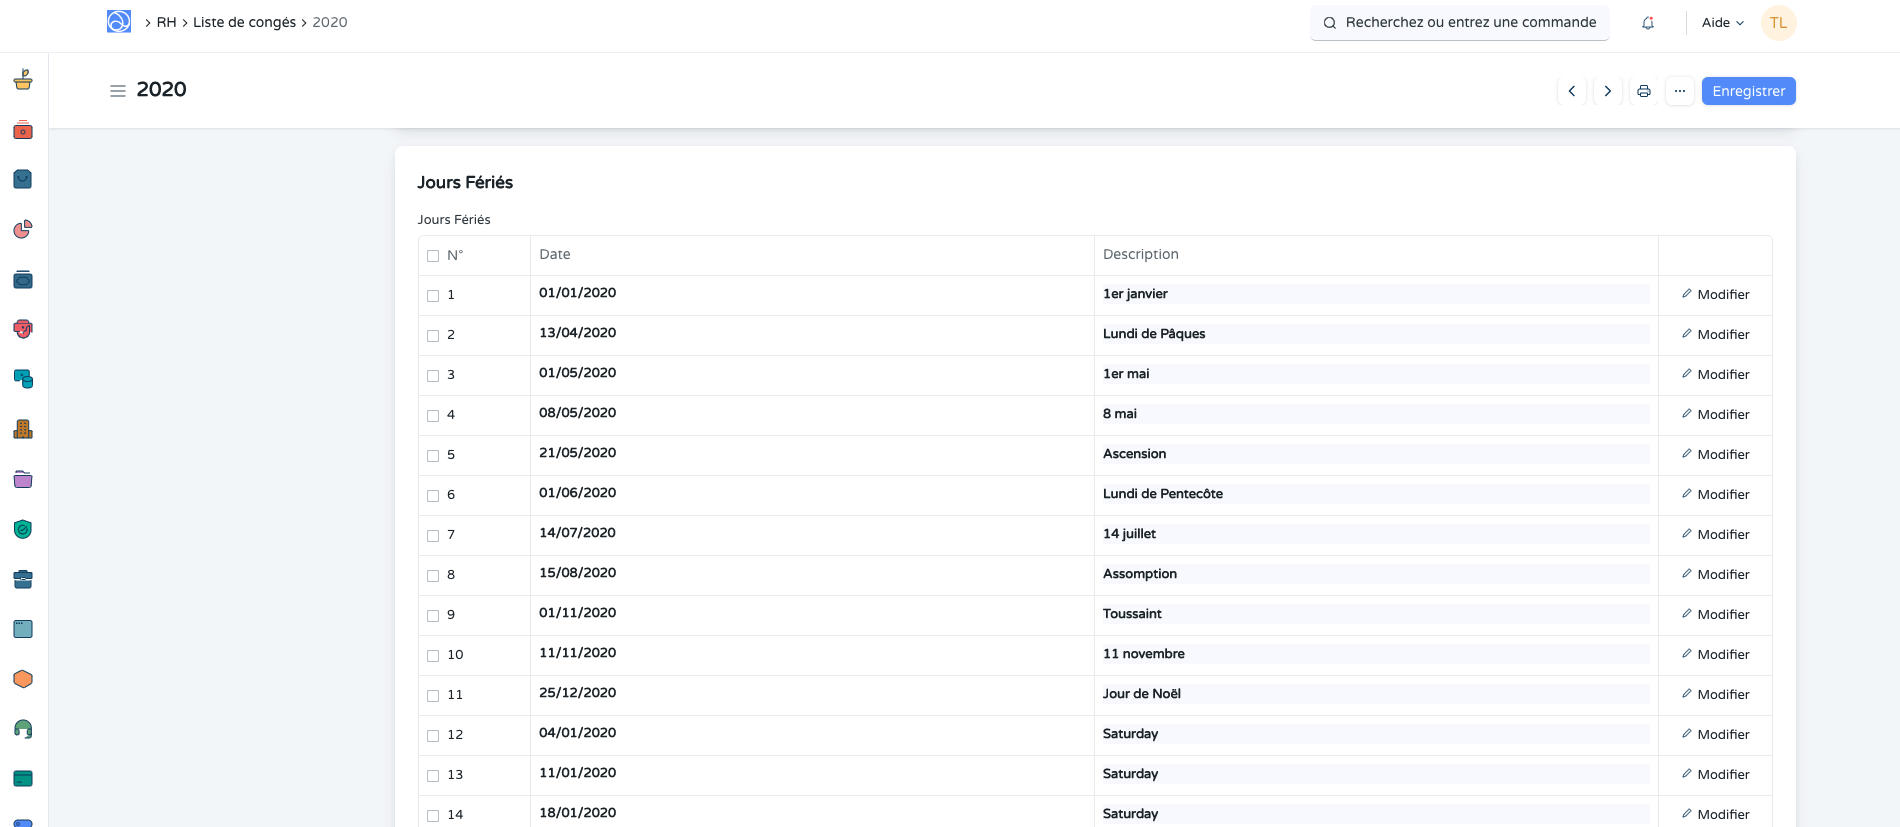 RH Liste de congés 2020
Recherchez ou entrez une commande
Aide
TL
2020
Enregistrer
Jours Fériés
Jours Fériés
N° Date Description
1 01/01/2020 1er janvier Modifier
2 13/04/2020 Lundi de Pâques Modifier
3 01/05/2020 1er mai Modifier
4 08/05/2020 8 mai Modifier
5 21/05/2020 Ascension Modifier
6 01/06/2020 Lundi de Pentecôte Modifier
7 14/07/2020 14 juillet Modifier
8 15/08/2020 Assomption Modifier
9 01/11/2020 Toussaint Modifier
10 11/11/2020 11 novembre Modifier
11 25/12/2020 Jour de Noël Modifier
12 04/01/2020 Saturday Modifier
13 11/01/2020 Saturday Modifier
14 18/01/2020 Saturday Modifier